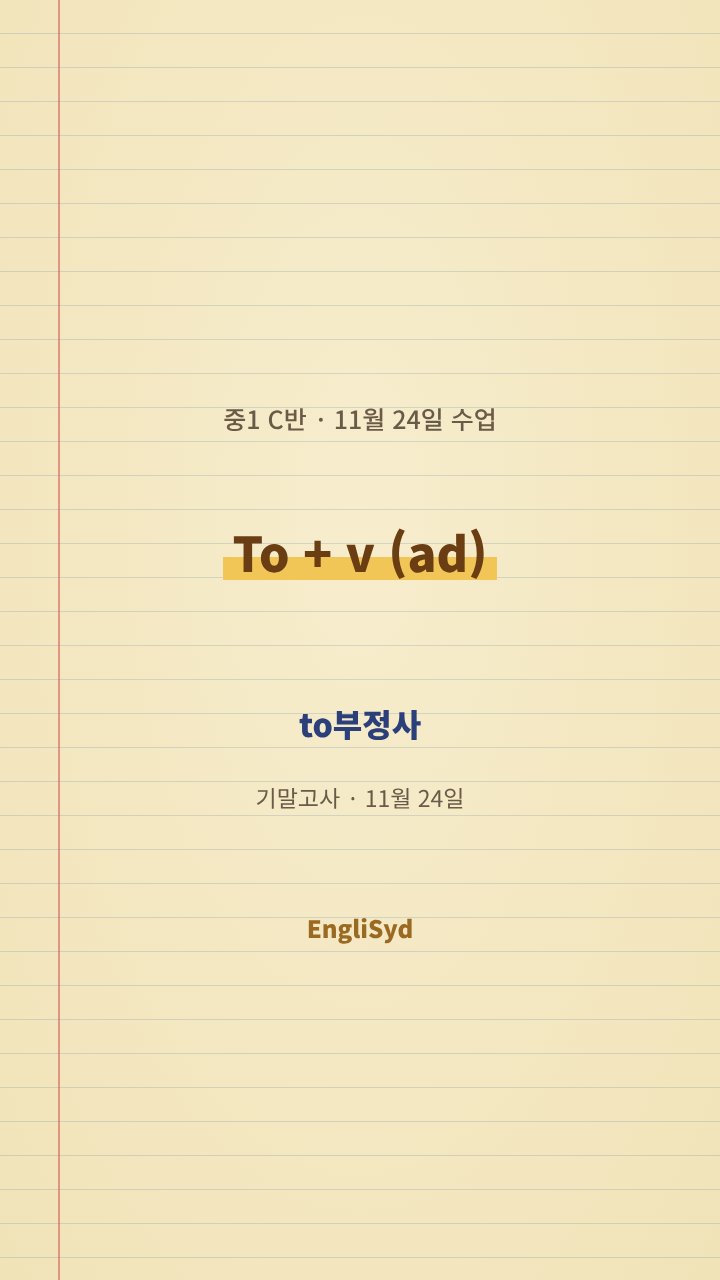 중1 C반 · 11월 24일 수업
To + v (ad)
to부정사
기말고사 · 11월 24일
EngliSyd